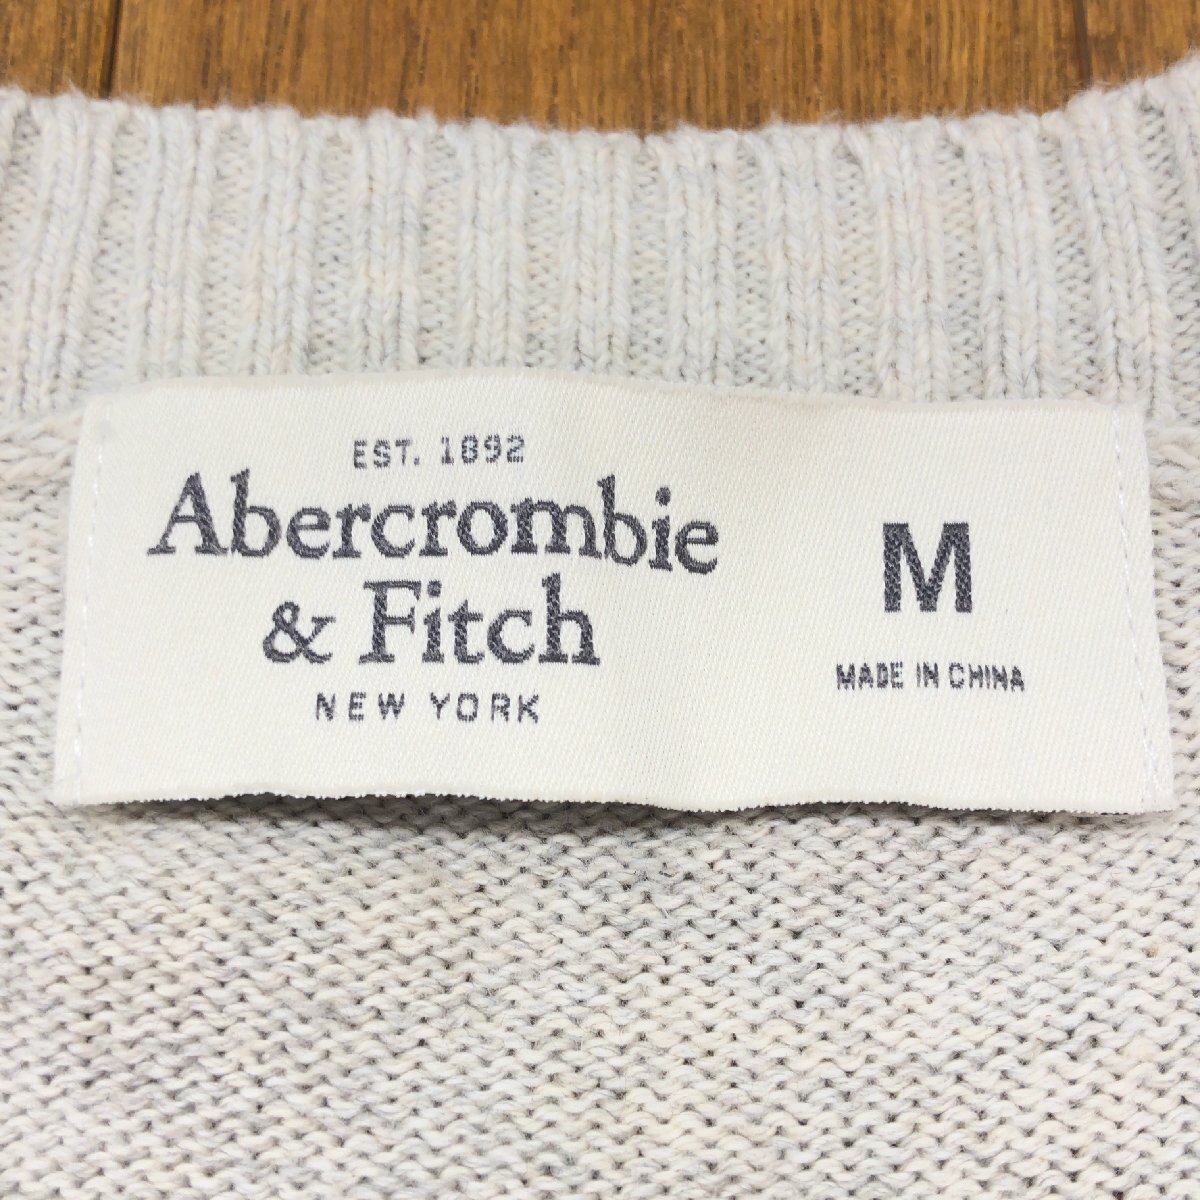 EST. 1892
Abercrombie
& Fitch
NEW YORK
M
MADE IN CHINA